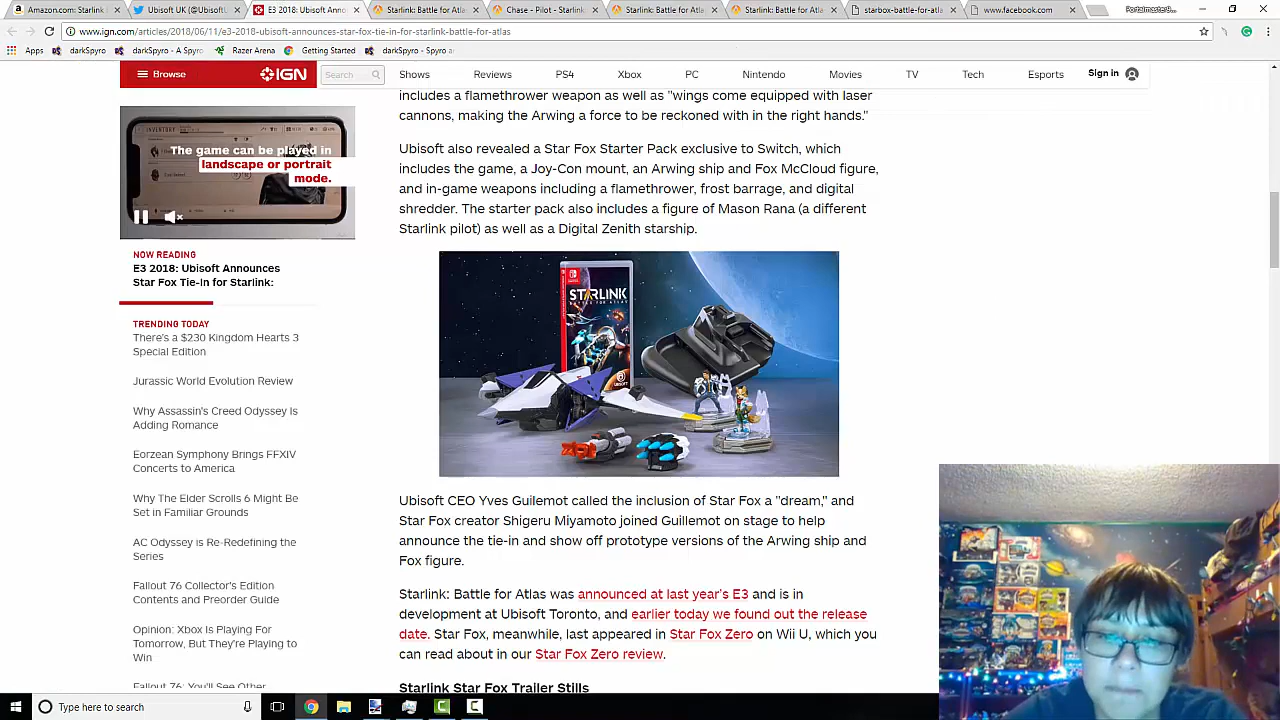 Amazon.com: Starlink
Ubisoft UK (@UbisoftU
E3 2018: Ubisoft Annou
Starlink: Battle for Atla
Chase - Pilot - Starlink
Starlink: Battle for Atla
Starlink: Battle for Atla
starbox-battle-for-atla
www.facebook.com
www.ign.com/articles/2018/06/11/e3-2018-ubisoft-announces-star-fox-tie-in-for-starlink-battle-for-atlas
Apps
darkSpyro
darkSpyro - A Spyro
Razer Arena
Getting Started
darkSpyro - Spyro a
Browse
IGN
Search
Shows
Reviews
PS4
Xbox
PC
Nintendo
Movies
TV
Tech
Esports
Sign in
The game can be played in
landscape or portrait
mode.
NOW READING
E3 2018: Ubisoft Announces
Star Fox Tie-In for Starlink:
TRENDING TODAY
There's a $230 Kingdom Hearts 3
Special Edition
Jurassic World Evolution Review
Why Assassin's Creed Odyssey Is
Adding Romance
Eorzean Symphony Brings FFXIV
Concerts to America
Why The Elder Scrolls 6 Might Be
Set in Familiar Grounds
AC Odyssey is Re-Redefining the
Series
Fallout 76 Collector's Edition
Contents and Preorder Guide
Opinion: Xbox Is Playing For
Tomorrow, But They're Playing to
Win
Fallout 76: You'll See Other
includes a flamethrower weapon as well as "wings come equipped with laser
cannons, making the Arwing a force to be reckoned with in the right hands."
Ubisoft also revealed a Star Fox Starter Pack exclusive to Switch, which
includes the game, a Joy-Con mount, an Arwing ship and Fox McCloud figure,
and in-game weapons including a flamethrower, frost barrage, and digital
shredder. The starter pack also includes a figure of Mason Rana (a different
Starlink pilot) as well as a Digital Zenith starship.
STARLINK
BATTLE FOR ATLAS
UBISOFT
Ubisoft CEO Yves Guilemot called the inclusion of Star Fox a "dream," and
Star Fox creator Shigeru Miyamoto joined Guillemot on stage to help
announce the tie-in and show off prototype versions of the Arwing ship and
Fox figure.
Starlink: Battle for Atlas was announced at last year's E3 and is in
development at Ubisoft Toronto, and earlier today we found out the release
date. Star Fox, meanwhile, last appeared in Star Fox Zero on Wii U, which you
can read about in our Star Fox Zero review.
Starlink Star Fox Trailer Stills
Type here to search